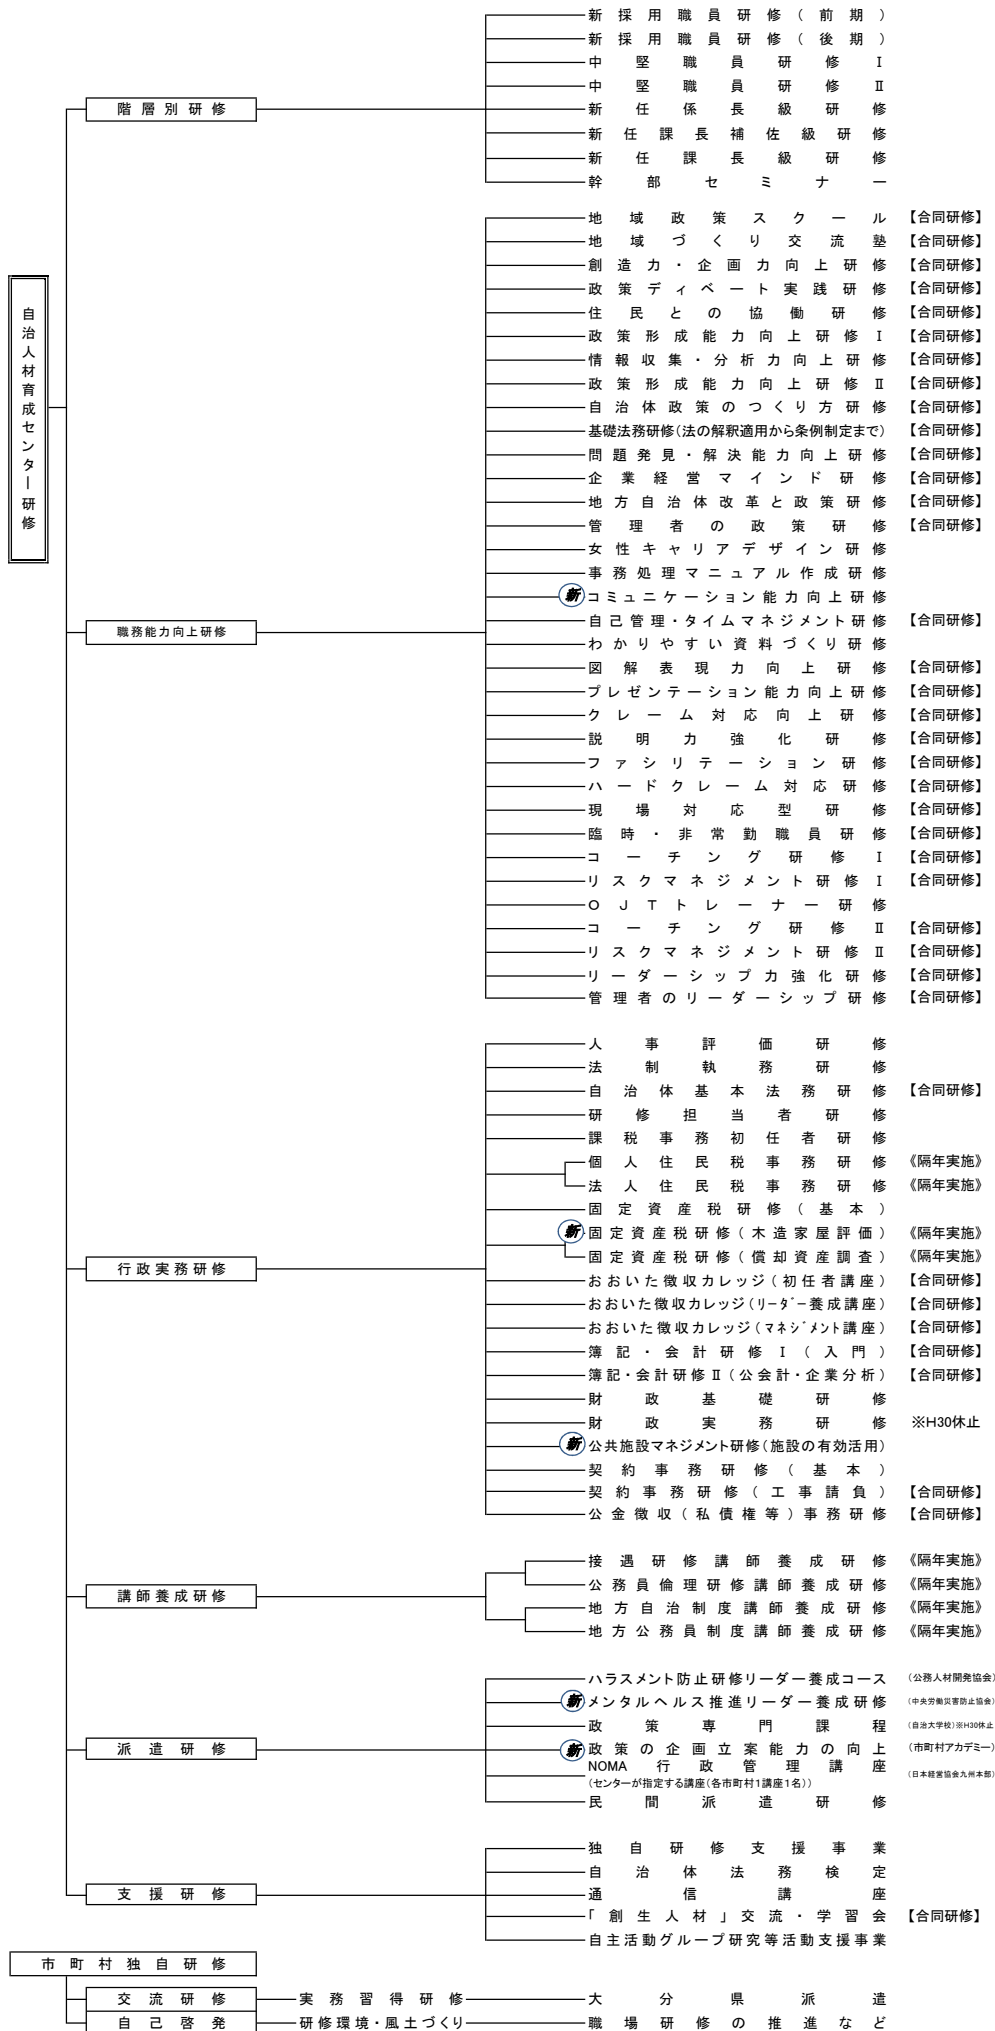 自治人材育成センター研修
階層別研修
新採用職員研修(前期)
新採用職員研修(後期)
中堅職員研修Ⅰ
中堅職員研修Ⅱ
新任係長級研修
新任課長補佐級研修
新任課長級研修
幹部セミナー
職務能力向上研修
地域政策スクール 【合同研修】
地域づくり交流塾 【合同研修】
創造力・企画力向上研修 【合同研修】
政策ディベート実践研修 【合同研修】
住民との協働研修 【合同研修】
政策形成能力向上研修Ⅰ 【合同研修】
情報収集・分析力向上研修 【合同研修】
政策形成能力向上研修Ⅱ 【合同研修】
自治体政策のつくり方研修 【合同研修】
基礎法務研修(法の解釈適用から条例制定まで) 【合同研修】
問題発見・解決能力向上研修 【合同研修】
企業経営マインド研修 【合同研修】
地方自治体改革と政策研修 【合同研修】
管理者の政策研修 【合同研修】
女性キャリアデザイン研修
事務処理マニュアル作成研修
新 コミュニケーション能力向上研修
自己管理・タイムマネジメント研修 【合同研修】
わかりやすい資料づくり研修
図解表現力向上研修 【合同研修】
プレゼンテーション能力向上研修 【合同研修】
クレーム対応向上研修 【合同研修】
説明力強化研修 【合同研修】
ファシリテーション研修 【合同研修】
ハードクレーム対応研修 【合同研修】
現場対応型研修 【合同研修】
臨時・非常勤職員研修 【合同研修】
コーチング研修Ⅰ 【合同研修】
リスクマネジメント研修Ⅰ 【合同研修】
OJTトレーナー研修
コーチング研修Ⅱ 【合同研修】
リスクマネジメント研修Ⅱ 【合同研修】
リーダーシップ力強化研修 【合同研修】
管理者のリーダーシップ研修 【合同研修】
行政実務研修
人事評価研修
法制執務研修
自治体基本法務研修 【合同研修】
研修担当者研修
課税事務初任者研修
個人住民税事務研修 《隔年実施》
法人住民税事務研修 《隔年実施》
固定資産税研修(基本)
新 固定資産税研修(木造家屋評価) 《隔年実施》
固定資産税研修(償却資産調査) 《隔年実施》
おおいた徴収カレッジ(初任者講座) 【合同研修】
おおいた徴収カレッジ(リーダー養成講座) 【合同研修】
おおいた徴収カレッジ(マネジメント講座) 【合同研修】
簿記・会計研修Ⅰ(入門) 【合同研修】
簿記・会計研修Ⅱ(公会計・企業分析) 【合同研修】
財政基礎研修
財政実務研修 ※H30休止
新 公共施設マネジメント研修(施設の有効活用)
契約事務研修(基本)
契約事務研修(工事請負) 【合同研修】
公金徴収(私債権等)事務研修 【合同研修】
講師養成研修
接遇研修講師養成研修 《隔年実施》
公務員倫理研修講師養成研修 《隔年実施》
地方自治制度講師養成研修 《隔年実施》
地方公務員制度講師養成研修 《隔年実施》
派遣研修
ハラスメント防止研修リーダー養成コース (公務人材開発協会)
新 メンタルヘルス推進リーダー養成研修 (中央労働災害防止協会)
政策専門課程 (自治大学校)※H30休止
新 政策の企画立案能力の向上 (市町村アカデミー)
NOMA行政管理講座 (日本経営協会九州本部)
(センターが指定する講座(各市町村1講座1名))
民間派遣研修
支援研修
独自研修支援事業
自治体法務検定
通信講座
「創生人材」交流・学習会 【合同研修】
自主活動グループ研究等活動支援事業
市町村独自研修
交流研修 実務習得研修 大分県派遣
自己啓発 研修環境・風土づくり 職場研修の推進など